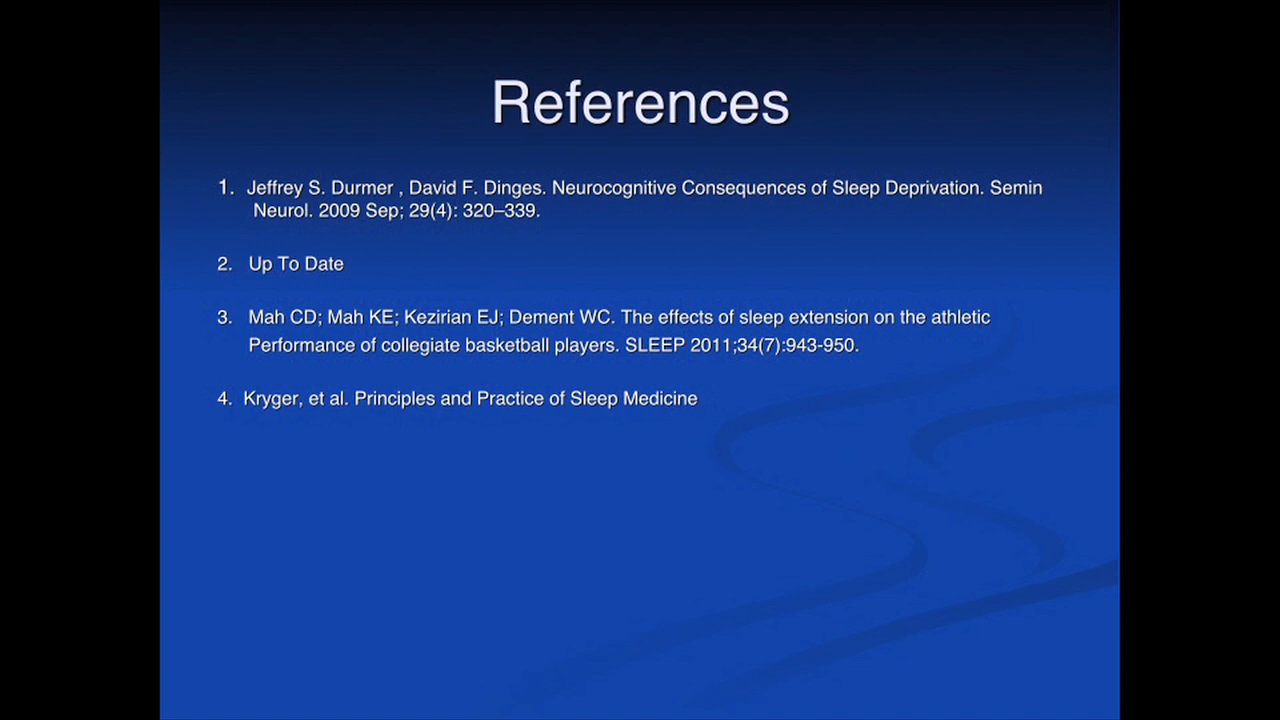 References
1. Jeffrey S. Durmer , David F. Dinges. Neurocognitive Consequences of Sleep Deprivation. Semin
Neurol. 2009 Sep; 29(4): 320–339.
2. Up To Date
3. Mah CD; Mah KE; Kezirian EJ; Dement WC. The effects of sleep extension on the athletic
Performance of collegiate basketball players. SLEEP 2011;34(7):943-950.
4. Kryger, et al. Principles and Practice of Sleep Medicine